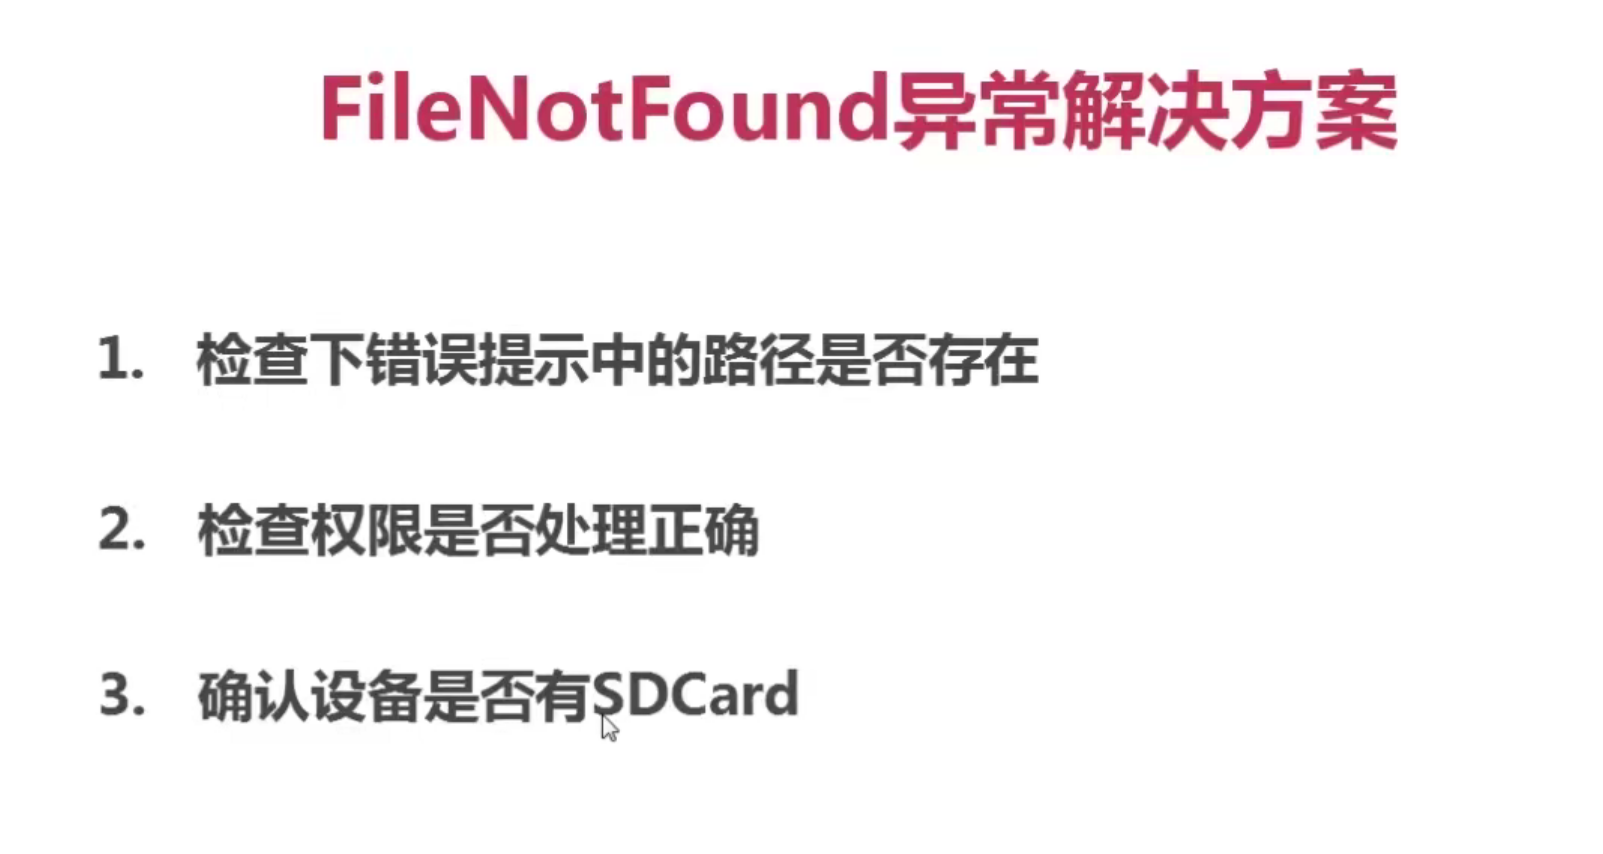 FileNotFound异常解决方案
1. 检查下错误提示中的路径是否存在
2. 检查权限是否处理正确
3. 确认设备是否有SDCard